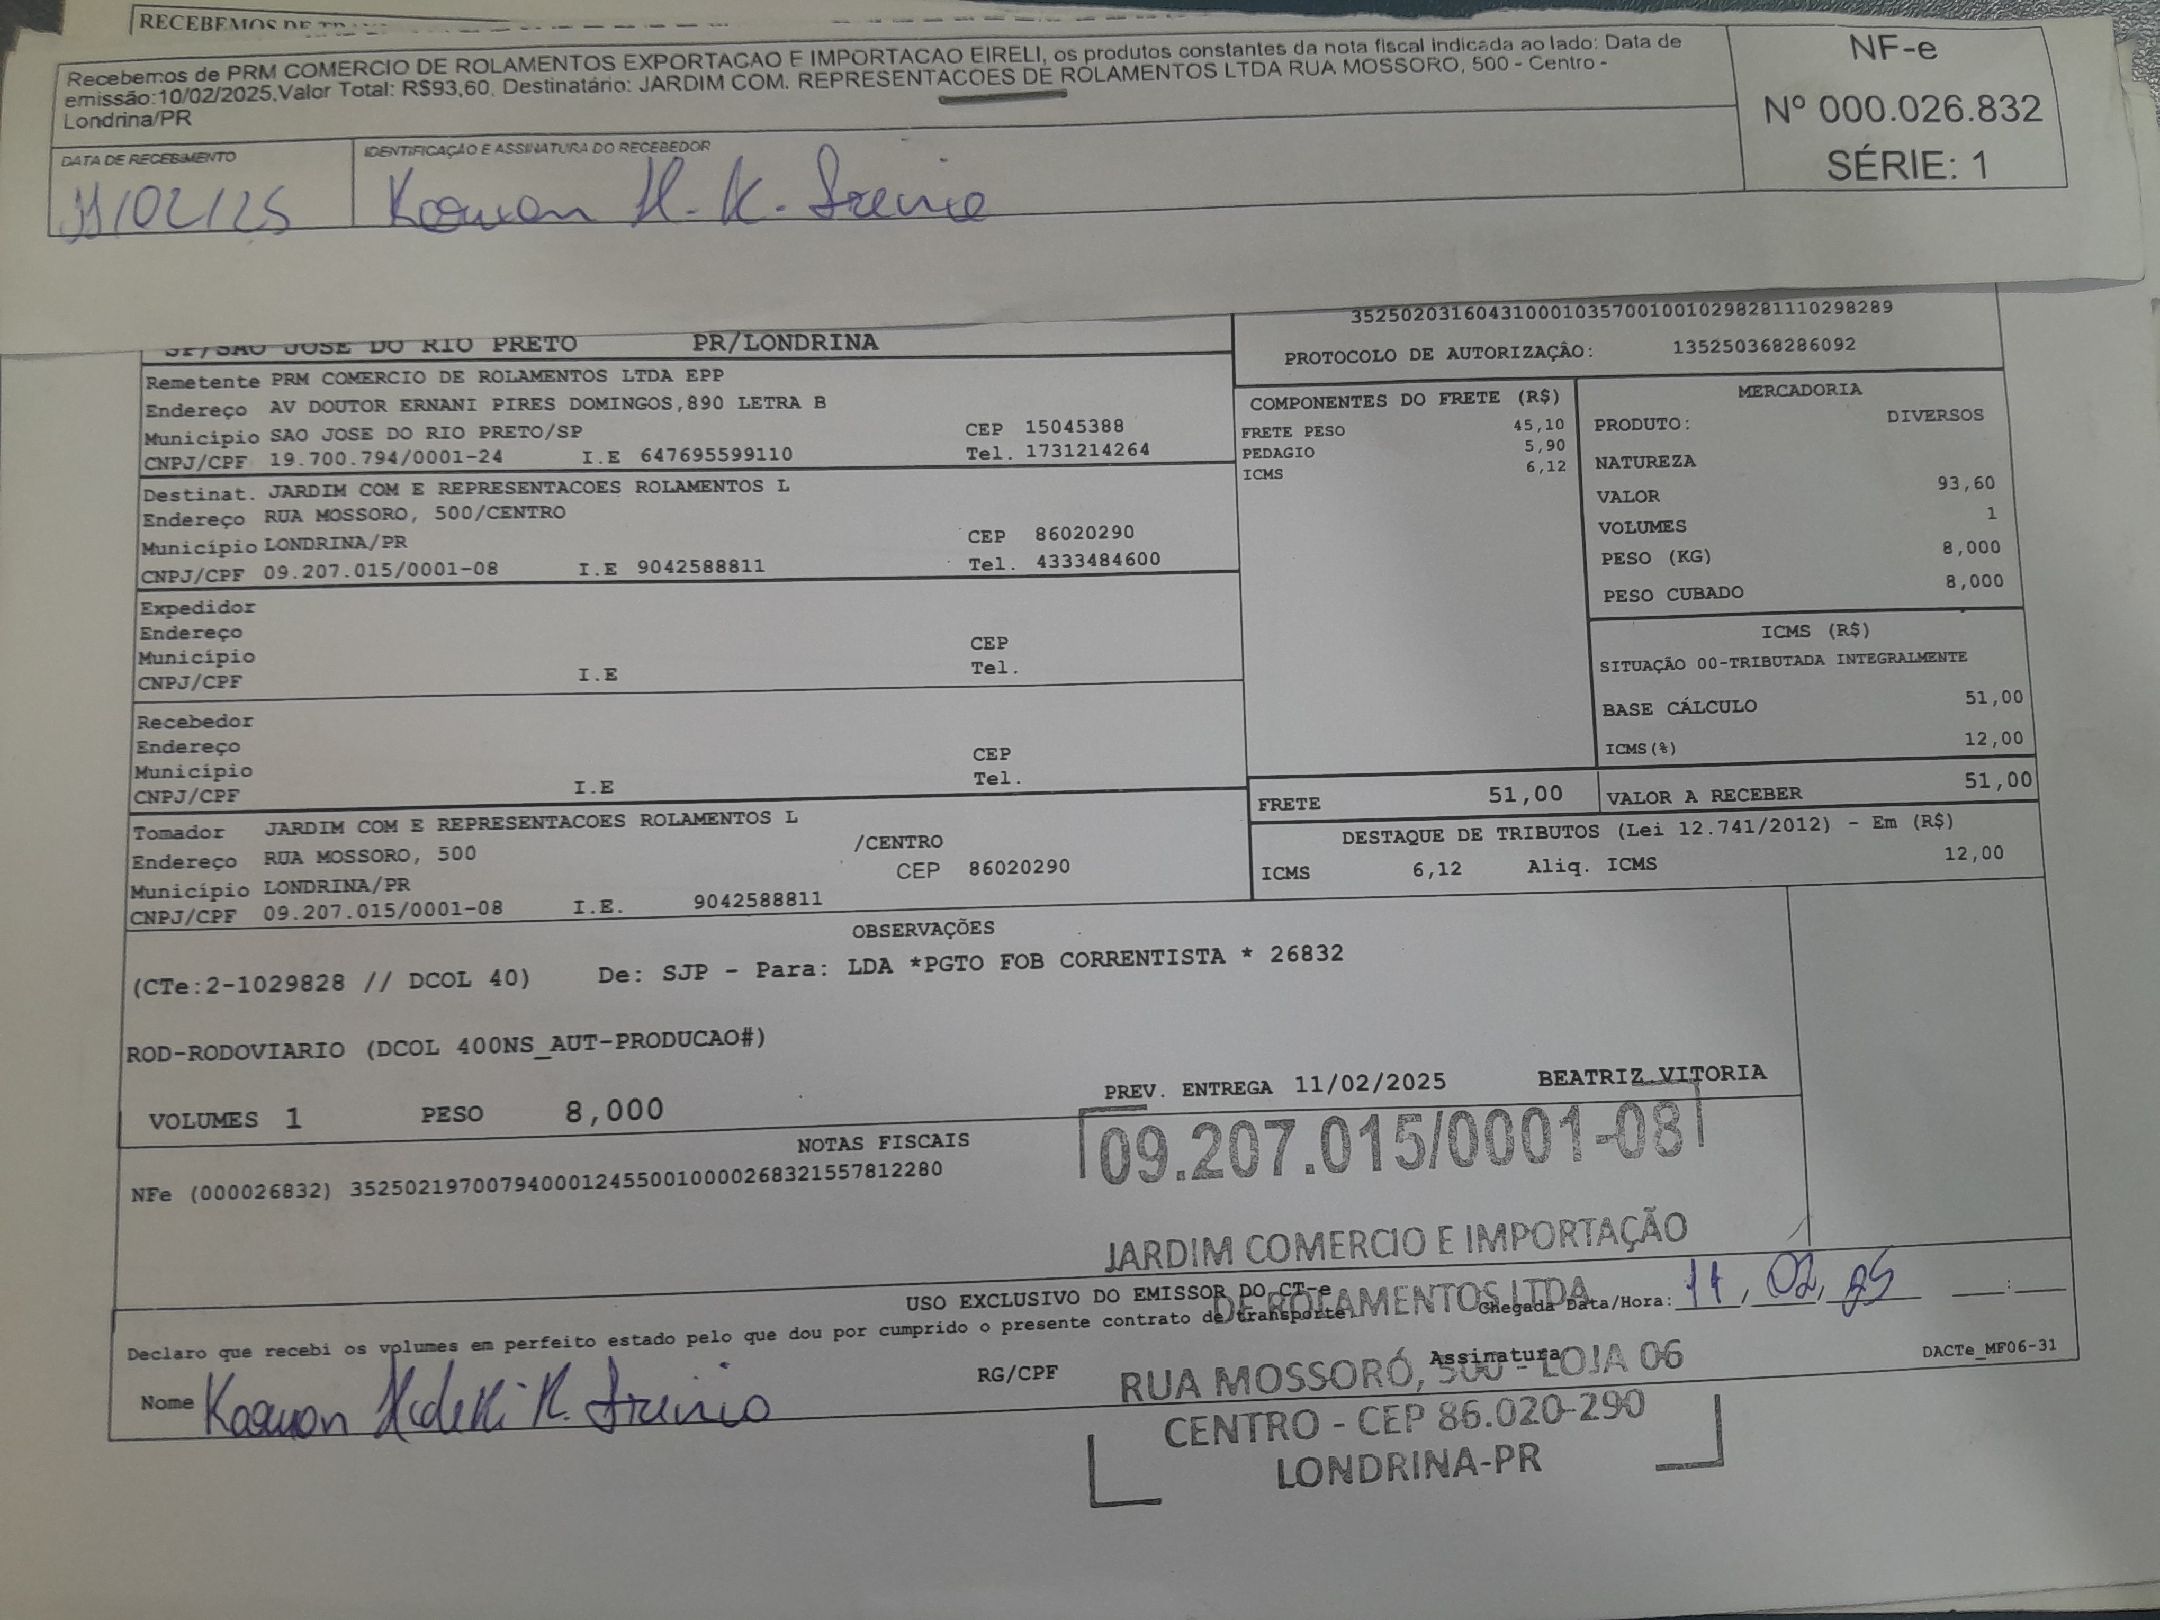 RECEBEMOS DE
Recebemos de PRM COMERCIO DE ROLAMENTOS EXPORTACAO E IMPORTACAO EIRELI, os produtos constantes da nota fiscal indicada ao lado: Data de
emissão:10/02/2025,Valor Total: R$93,60, Destinatário: JARDIM COM. REPRESENTACOES DE ROLAMENTOS LTDA RUA MOSSORO, 500 - Centro -
Londrina/PR
NF-e
Nº 000.026.832
SÉRIE: 1
DATA DE RECEBIMENTO
IDENTIFICAÇÃO E ASSINATURA DO RECEBEDOR
11/02/25
H. K.
35250203160431000103570010010298281110298289
SP/SAO JOSE DO RIO PRETO PR/LONDRINA
PROTOCOLO DE AUTORIZAÇÃO: 135250368286092
Remetente PRM COMERCIO DE ROLAMENTOS LTDA EPP
Endereço AV DOUTOR ERNANI PIRES DOMINGOS,890 LETRA B
Município SAO JOSE DO RIO PRETO/SP CEP 15045388
CNPJ/CPF 19.700.794/0001-24 I.E 647695599110 Tel. 1731214264
Destinat. JARDIM COM E REPRESENTACOES ROLAMENTOS L
Endereço RUA MOSSORO, 500/CENTRO
Município LONDRINA/PR CEP 86020290
CNPJ/CPF 09.207.015/0001-08 I.E 9042588811 Tel. 4333484600
Expedidor
Endereço
Município CEP
CNPJ/CPF I.E Tel.
Recebedor
Endereço
Município CEP
CNPJ/CPF I.E Tel.
Tomador JARDIM COM E REPRESENTACOES ROLAMENTOS L
Endereço RUA MOSSORO, 500 /CENTRO
Município LONDRINA/PR CEP 86020290
CNPJ/CPF 09.207.015/0001-08 I.E. 9042588811
COMPONENTES DO FRETE (R$)
FRETE PESO 45,10
PEDAGIO 5,90
ICMS 6,12
MERCADORIA
PRODUTO: DIVERSOS
NATUREZA
VALOR 93,60
VOLUMES 1
PESO (KG) 8,000
PESO CUBADO 8,000
ICMS (R$)
SITUAÇÃO 00-TRIBUTADA INTEGRALMENTE
BASE CÁLCULO 51,00
ICMS(%) 12,00
FRETE 51,00 VALOR A RECEBER 51,00
DESTAQUE DE TRIBUTOS (Lei 12.741/2012) - Em (R$)
ICMS 6,12 Aliq. ICMS 12,00
OBSERVAÇÕES
(CTe:2-1029828 // DCOL 40) De: SJP - Para: LDA *PGTO FOB CORRENTISTA * 26832
ROD-RODOVIARIO (DCOL 400NS_AUT-PRODUCAO#)
PREV. ENTREGA 11/02/2025 BEATRIZ.VITORIA
VOLUMES 1 PESO 8,000
NOTAS FISCAIS
NFe (000026832) 35250219700794000124550010000268321557812280
09.207.015/0001-08
JARDIM COMERCIO E IMPORTAÇÃO
DE ROLAMENTOS LTDA
RUA MOSSORÓ, 500 - LOJA 06
CENTRO - CEP 86.020-290
LONDRINA-PR
USO EXCLUSIVO DO EMISSOR DO CT-e
Declaro que recebi os volumes em perfeito estado pelo que dou por cumprido o presente contrato de transporte.
Chegada Data/Hora: 11, 02, 25 :
Nome
RG/CPF
Assinatura
DACTe_MF06-31